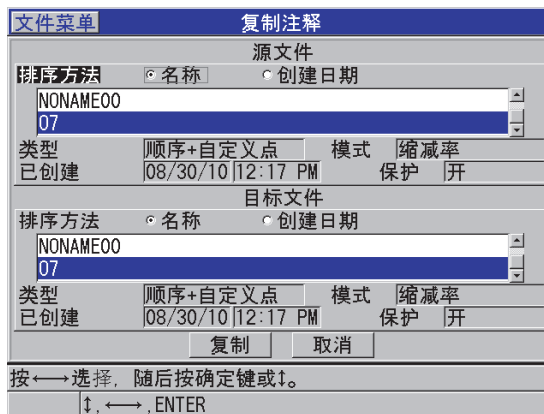 文件菜单 复制注释
源文件
排序方法 名称 创建日期
NONAME00
07
类型 顺序+自定义点 模式 缩减率
已创建 08/30/10 12:17 PM 保护 开
目标文件
排序方法 名称 创建日期
NONAME00
07
类型 顺序+自定义点 模式 缩减率
已创建 08/30/10 12:17 PM 保护 开
复制 取消
按←→选择，随后按确定键或↕。
↕,←→,ENTER